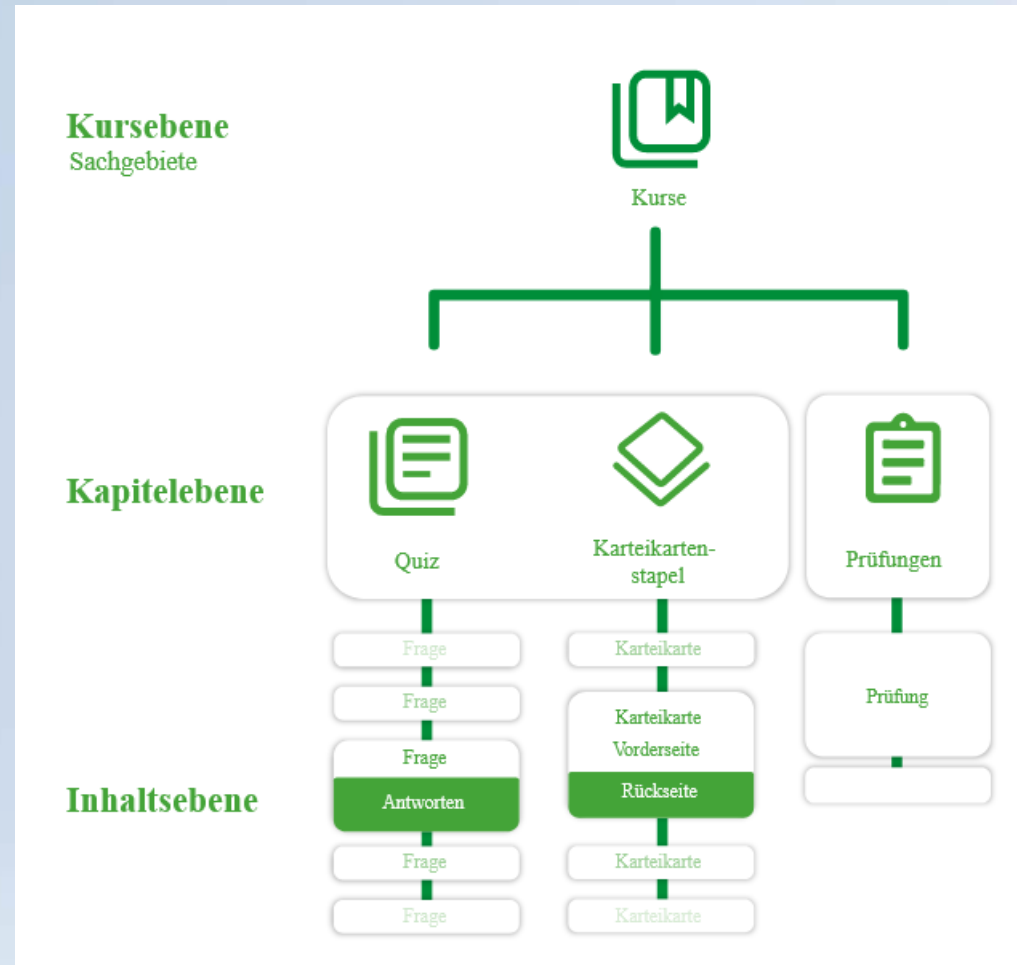 Kursebene
Sachgebiete
Kurse
Kapitelebene
Quiz
Karteikarten-
stapel
Prüfungen
Inhaltsebene
Frage
Frage
Frage
Antworten
Frage
Frage
Karteikarte
Karteikarte
Vorderseite
Rückseite
Karteikarte
Karteikarte
Prüfung